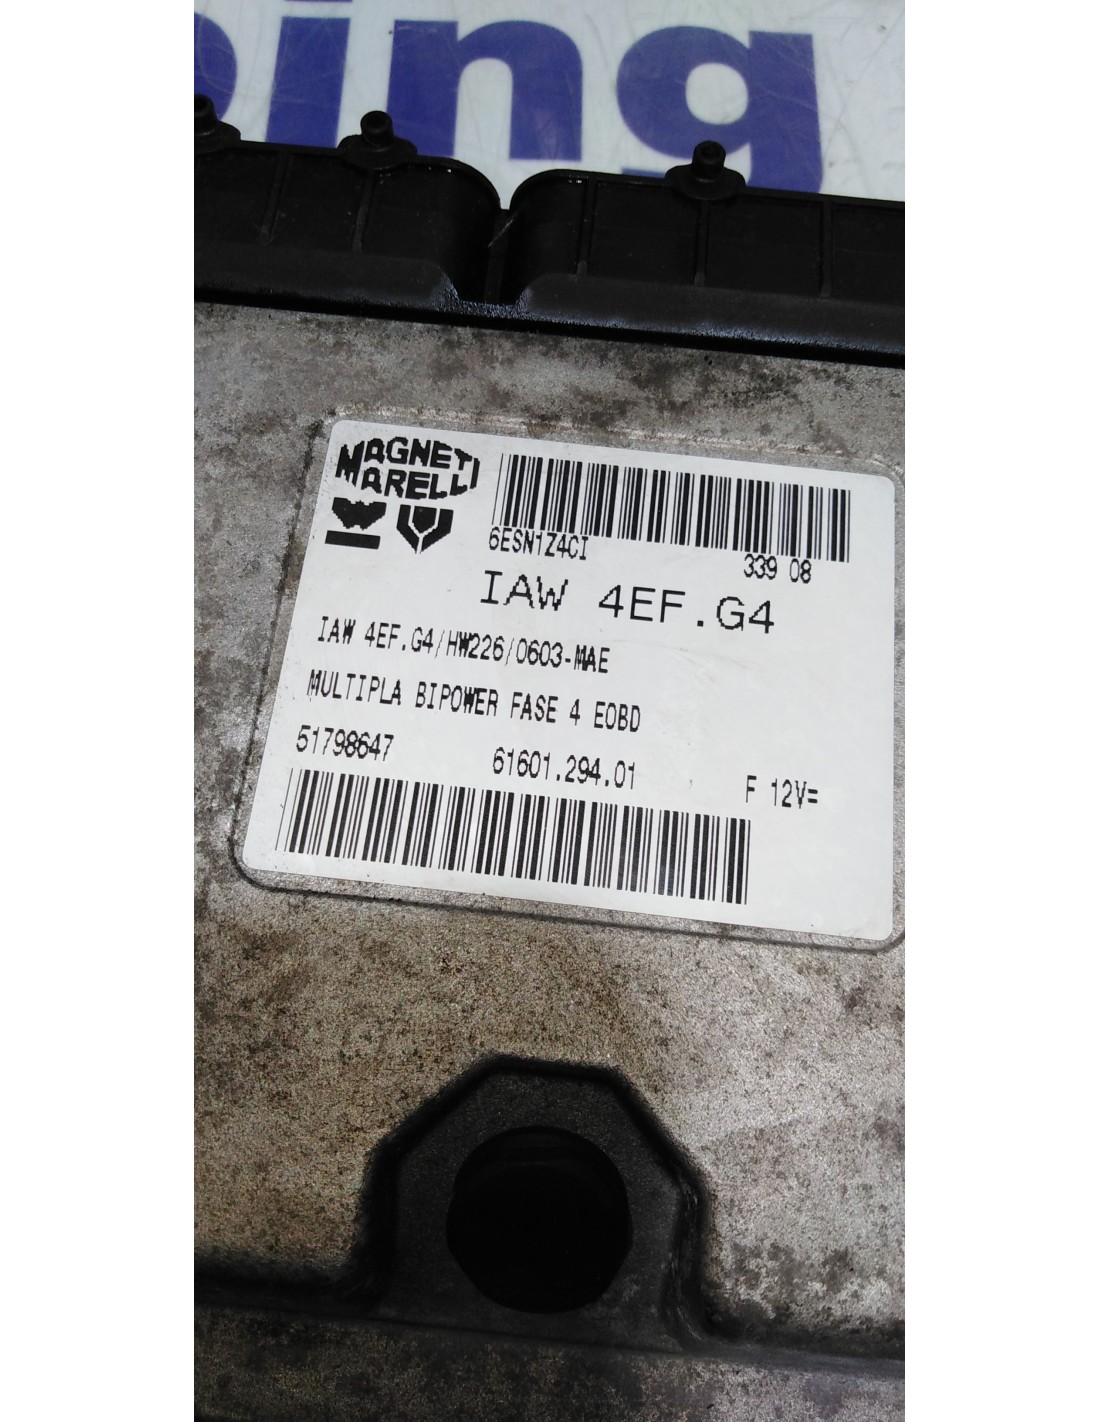 ing
MAGNETI
MARELLI
6ESN1Z4CI 339 08
IAW 4EF.G4
IAW 4EF.G4/HW226/0603-MAE
MULTIPLA BIPOWER FASE 4 EOBD
51798647 61601.294.01 F 12V=